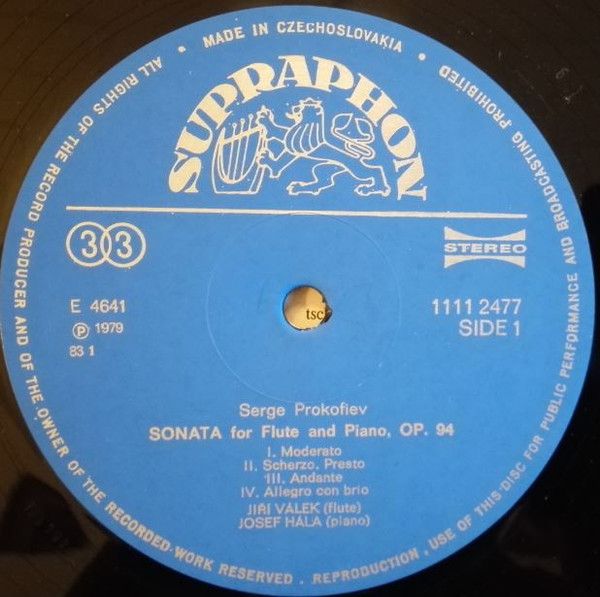 ALL RIGHTS OF THE RECORD PRODUCER AND OF THE OWNER OF THE RECORDED WORK RESERVED . REPRODUCTION , USE OF THIS DISC FOR PUBLIC PERFORMANCE AND BROADCASTING PROHIBITED • MADE IN CZECHOSLOVAKIA •
SUPRAPHON
33
STEREO
E 4641
1111 2477
Ⓟ 1979
SIDE 1
83 1
tsc
Serge Prokofiev
SONATA for Flute and Piano, OP. 94
I. Moderato
II. Scherzo. Presto
III. Andante
IV. Allegro con brio
JIŘÍ VÁLEK (flute)
JOSEF HÁLA (piano)